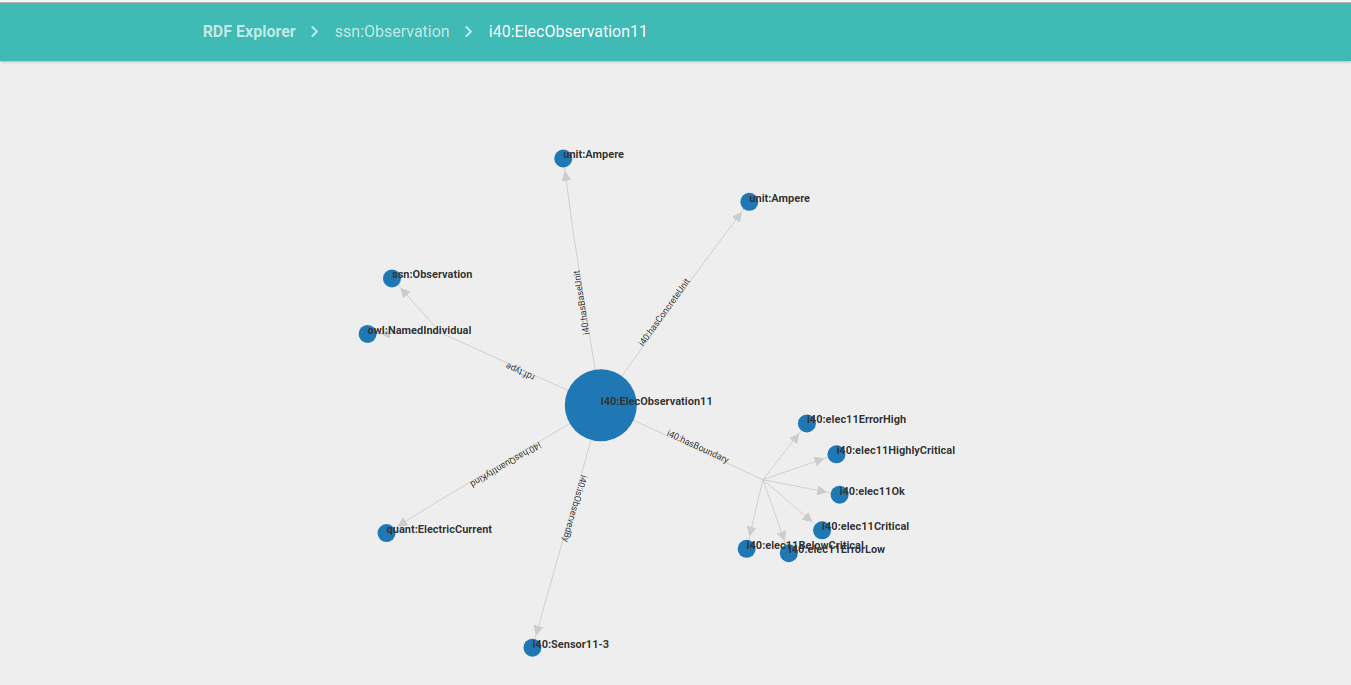 RDF Explorer > ssn:Observation > i40:ElecObservation11
unit:Ampere
unit:Ampere
ssn:Observation
i40:hasBaseUnit
i40:hasConcreteUnit
owl:NamedIndividual
rdf:type
i40:ElecObservation11
i40:elec11ErrorHigh
i40:hasBoundary
i40:elec11HighlyCritical
i40:hasQuantityKind
i40:elec11Ok
i40:isObservedBy
i40:elec11Critical
quant:ElectricCurrent
i40:elec11BelowCritical
i40:elec11ErrorLow
i40:Sensor11-3